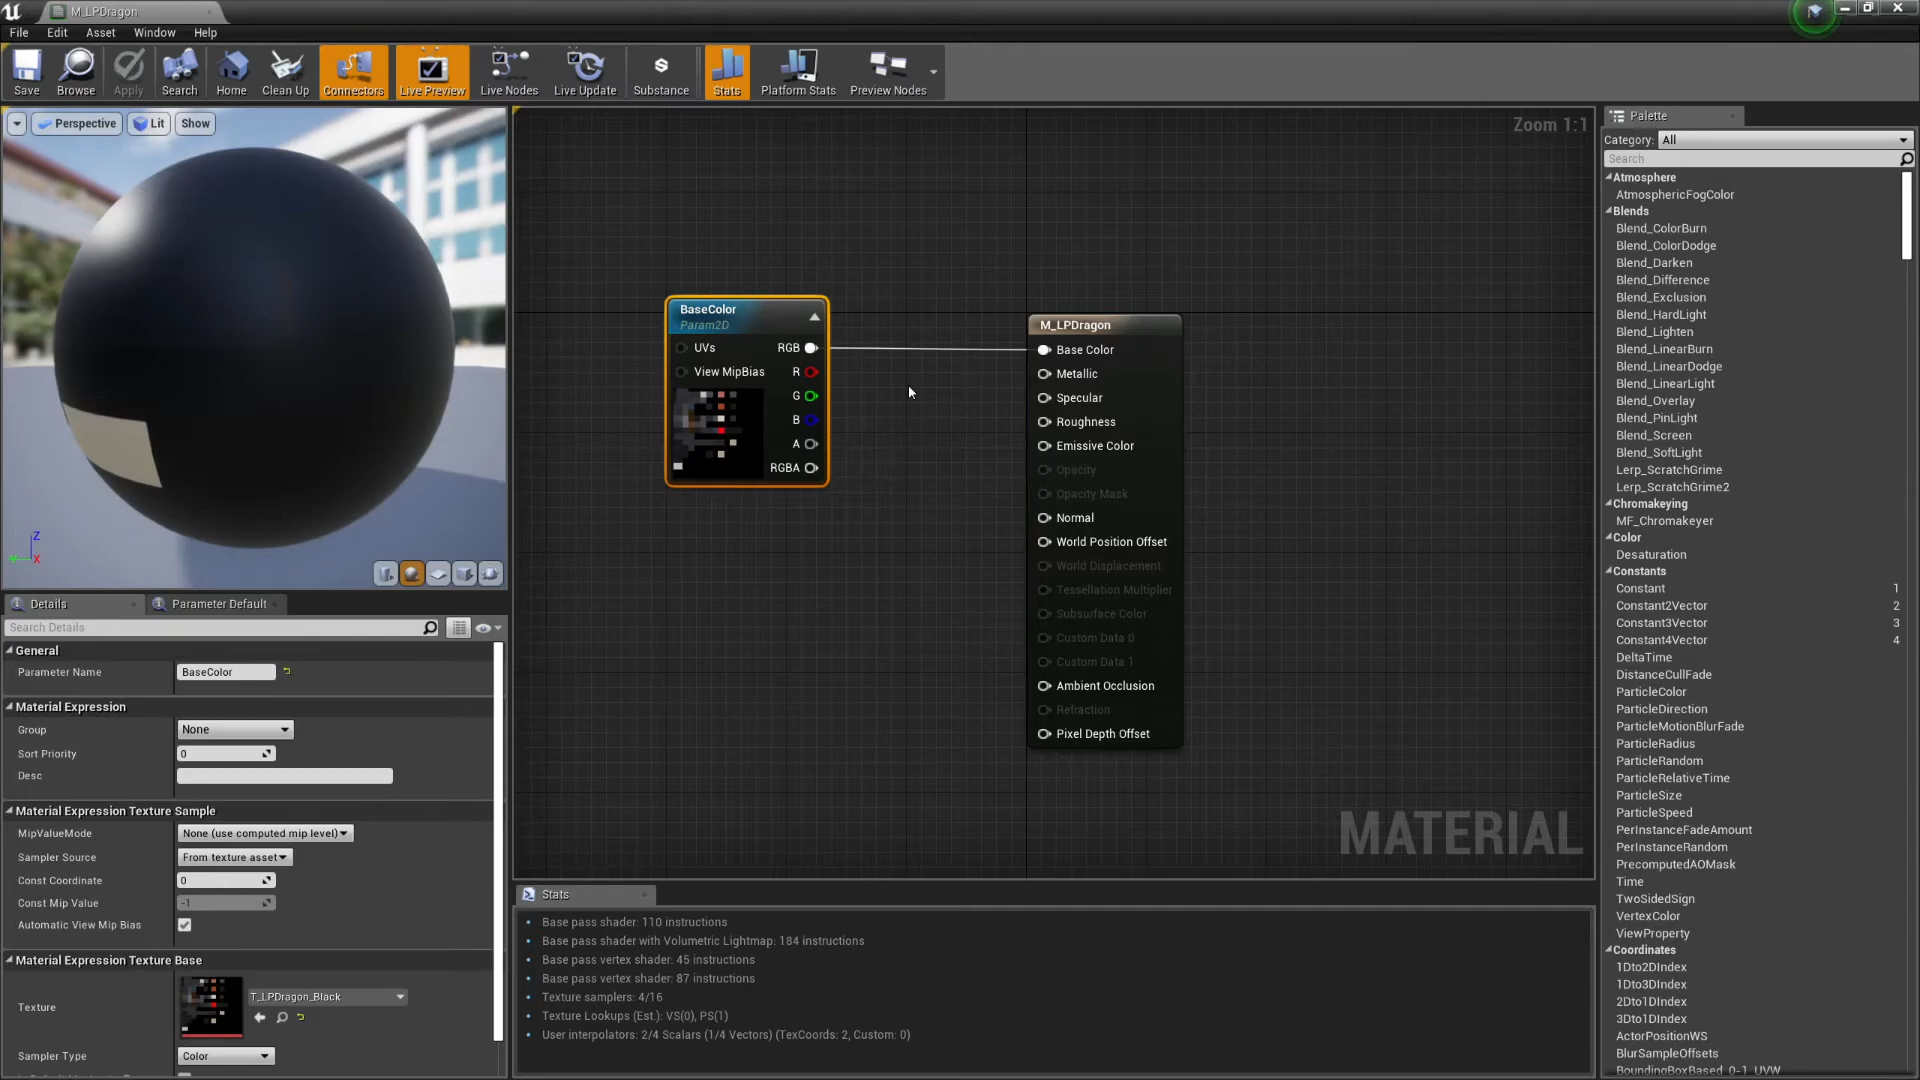 M_LPDragon
File Edit Asset Window Help
Save Browse Apply Search Home Clean Up Connectors Live Preview Live Nodes Live Update Substance Stats Platform Stats Preview Nodes
Perspective Lit Show
Zoom 1:1
BaseColor
Param2D
UVs RGB
View MipBias R
G
B
A
RGBA
M_LPDragon
Base Color
Metallic
Specular
Roughness
Emissive Color
Opacity
Opacity Mask
Normal
World Position Offset
World Displacement
Tessellation Multiplier
Subsurface Color
Custom Data 0
Custom Data 1
Ambient Occlusion
Refraction
Pixel Depth Offset
MATERIAL
Z
X
Details Parameter Default
Search Details
General
Parameter Name BaseColor
Material Expression
Group None
Sort Priority 0
Desc
Material Expression Texture Sample
MipValueMode None (use computed mip level)
Sampler Source From texture asset
Const Coordinate 0
Const Mip Value -1
Automatic View Mip Bias
Material Expression Texture Base
Texture T_LPDragon_Black
Sampler Type Color
Stats
Base pass shader: 110 instructions
Base pass shader with Volumetric Lightmap: 184 instructions
Base pass vertex shader: 45 instructions
Base pass vertex shader: 87 instructions
Texture samplers: 4/16
Texture Lookups (Est.): VS(0), PS(1)
User interpolators: 2/4 Scalars (1/4 Vectors) (TexCoords: 2, Custom: 0)
Palette
Category: All
Search
Atmosphere
AtmosphericFogColor
Blends
Blend_ColorBurn
Blend_ColorDodge
Blend_Darken
Blend_Difference
Blend_Exclusion
Blend_HardLight
Blend_Lighten
Blend_LinearBurn
Blend_LinearDodge
Blend_LinearLight
Blend_Overlay
Blend_PinLight
Blend_Screen
Blend_SoftLight
Lerp_ScratchGrime
Lerp_ScratchGrime2
Chromakeying
MF_Chromakeyer
Color
Desaturation
Constants
Constant 1
Constant2Vector 2
Constant3Vector 3
Constant4Vector 4
DeltaTime
DistanceCullFade
ParticleColor
ParticleDirection
ParticleMotionBlurFade
ParticleRadius
ParticleRandom
ParticleRelativeTime
ParticleSize
ParticleSpeed
PerInstanceFadeAmount
PerInstanceRandom
PrecomputedAOMask
Time
TwoSidedSign
VertexColor
ViewProperty
Coordinates
1Dto2DIndex
1Dto3DIndex
2Dto1DIndex
3Dto1DIndex
ActorPositionWS
BlurSampleOffsets
BoundingBoxBased_0-1_UVW